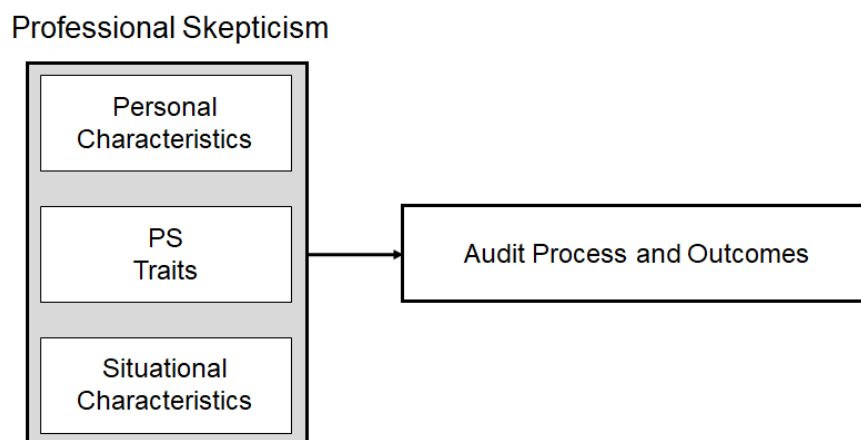 Professional Skepticism
Personal
Characteristics
PS
Traits
Audit Process and Outcomes
Situational
Characteristics